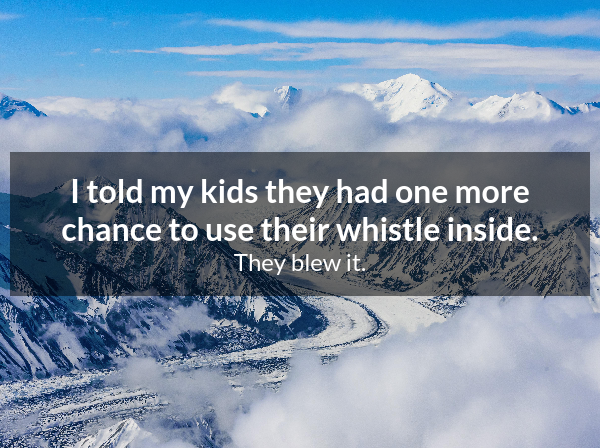 I told my kids they had one more
chance to use their whistle inside.
They blew it.